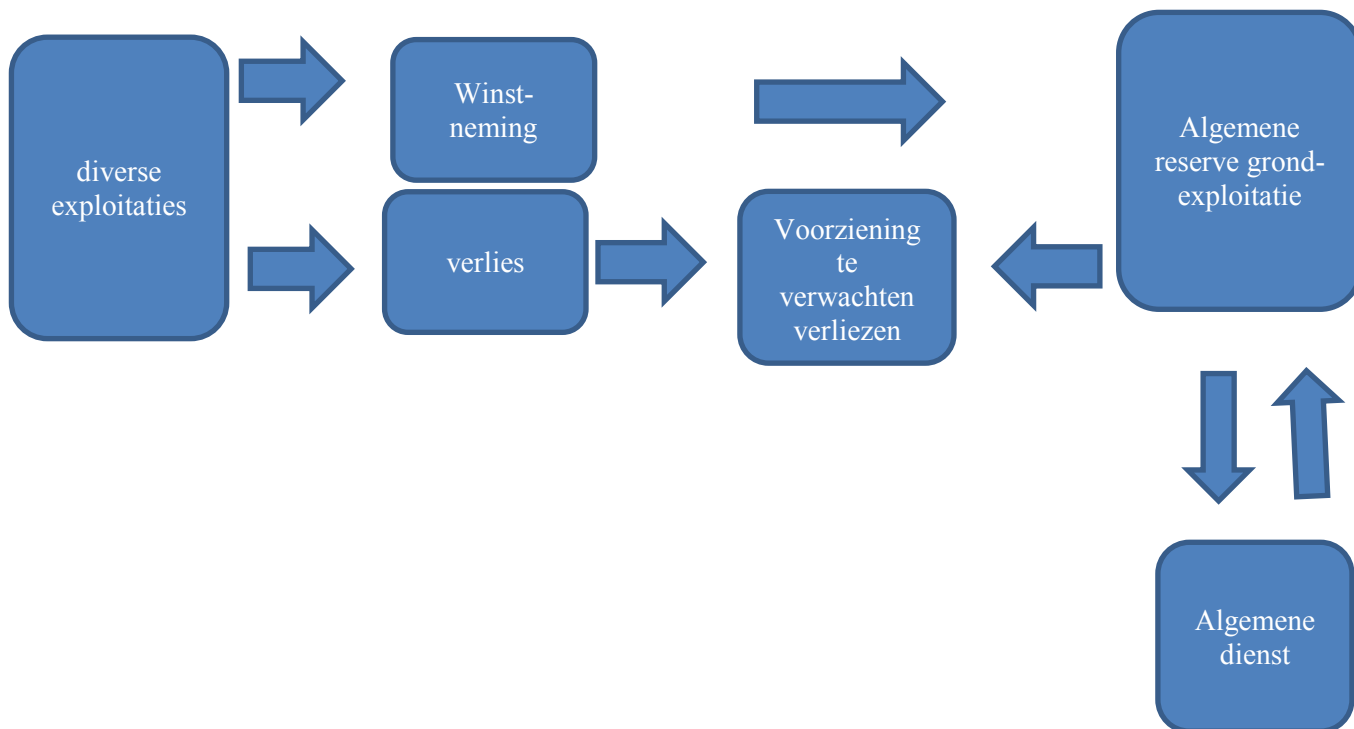 diverse
exploitaties
Winst-
neming
verlies
Voorziening
te
verwachten
verliezen
Algemene
reserve grond-
exploitatie
Algemene
dienst